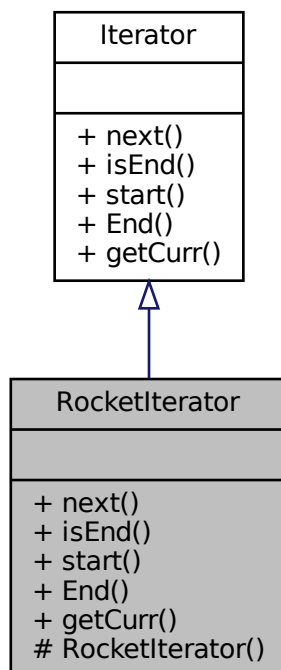 Iterator
+ next()
+ isEnd()
+ start()
+ End()
+ getCurr()
RocketIterator
+ next()
+ isEnd()
+ start()
+ End()
+ getCurr()
# RocketIterator()